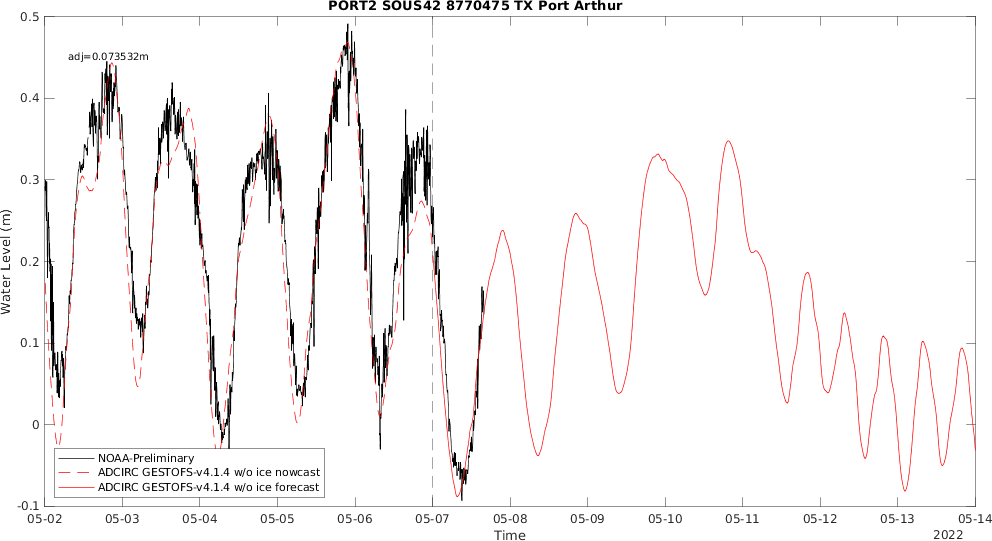 PORT2 SOUS42 8770475 TX Port Arthur
0.5
adj=0.073532m
0.4
0.3
0.2
0.1
0
-0.1
Water Level (m)
NOAA-Preliminary
ADCIRC GESTOFS-v4.1.4 w/o ice nowcast
ADCIRC GESTOFS-v4.1.4 w/o ice forecast
05-02 05-03 05-04 05-05 05-06 05-07 05-08 05-09 05-10 05-11 05-12 05-13 05-14
Time
2022